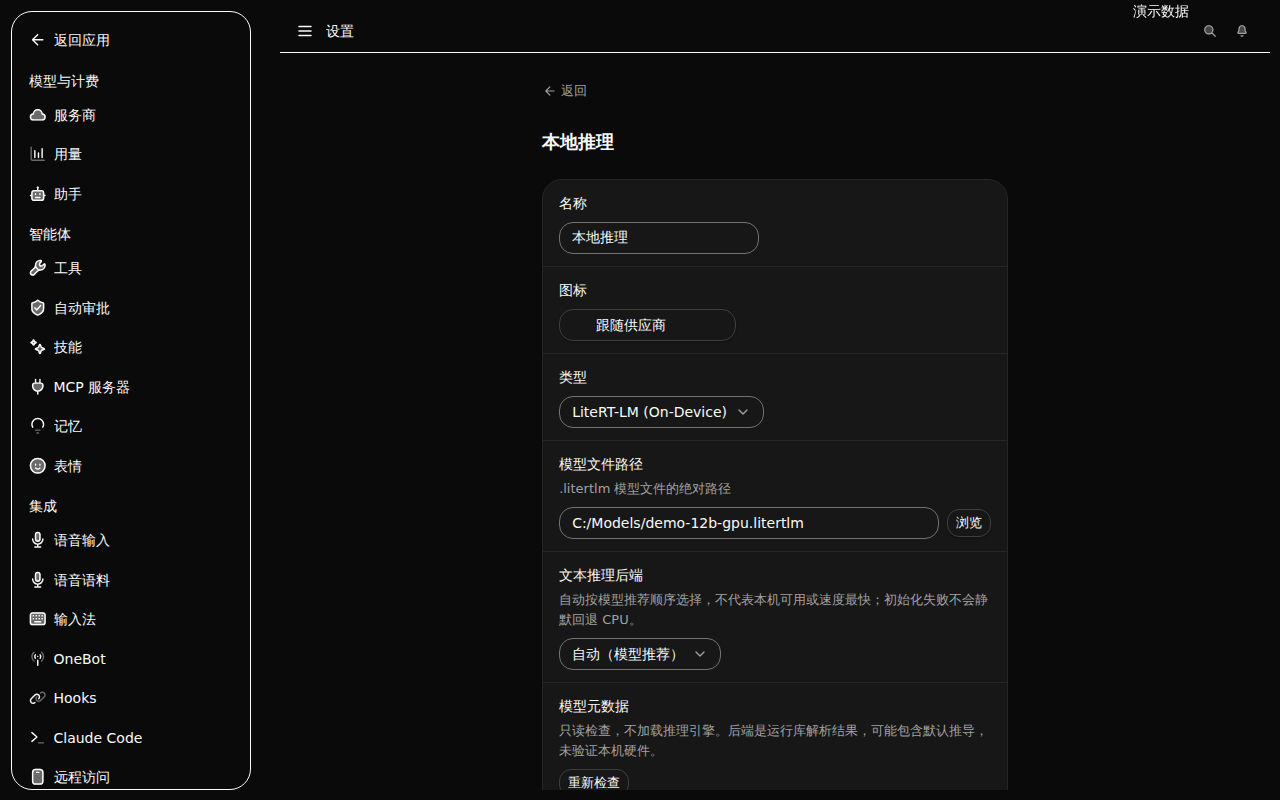 返回应用
模型与计费
服务商
用量
助手
智能体
工具
自动审批
技能
MCP 服务器
记忆
表情
集成
语音输入
语音语料
输入法
OneBot
Hooks
Claude Code
远程访问
设置
演示数据
返回
本地推理
名称
本地推理
图标
跟随供应商
类型
LiteRT-LM (On-Device)
模型文件路径
.litertlm 模型文件的绝对路径
C:/Models/demo-12b-gpu.litertlm
浏览
文本推理后端
自动按模型推荐顺序选择，不代表本机可用或速度最快；初始化失败不会静
默回退 CPU。
自动（模型推荐）
模型元数据
只读检查，不加载推理引擎。后端是运行库解析结果，可能包含默认推导，
未验证本机硬件。
重新检查